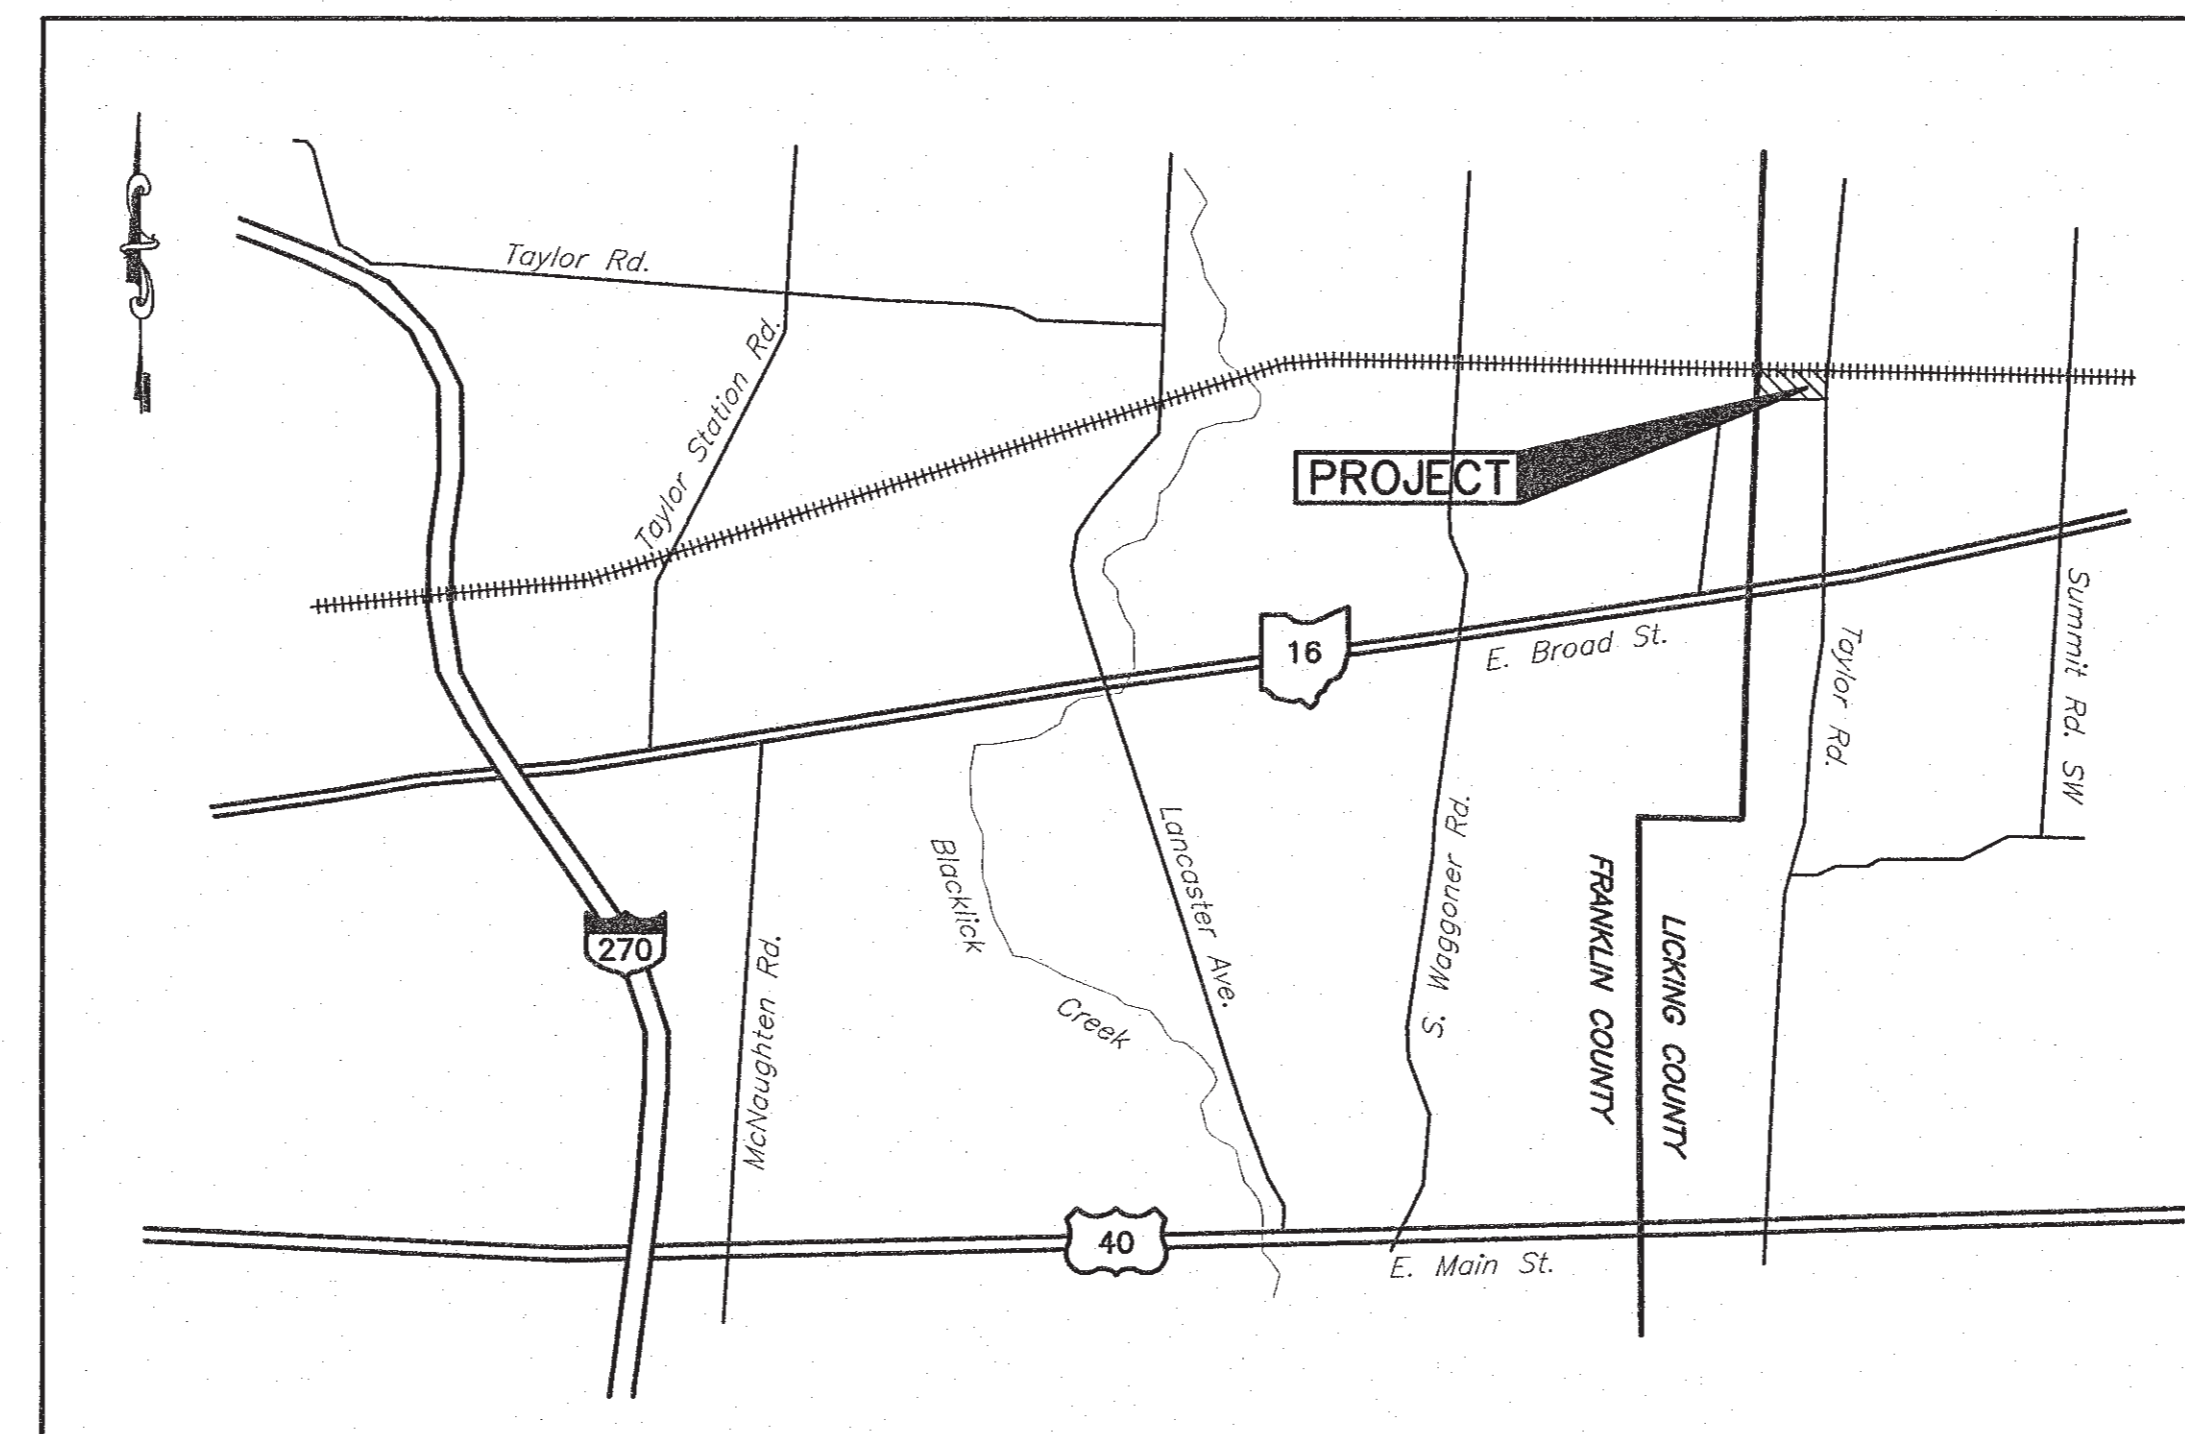 Taylor Rd.
Taylor Station Rd.
PROJECT
16
E. Broad St.
Taylor Rd.
Summit Rd. SW
Blacklick
Creek
Lancaster Ave.
S. Waggoner Rd.
FRANKLIN COUNTY
LICKING COUNTY
270
McNaughten Rd.
40
E. Main St.